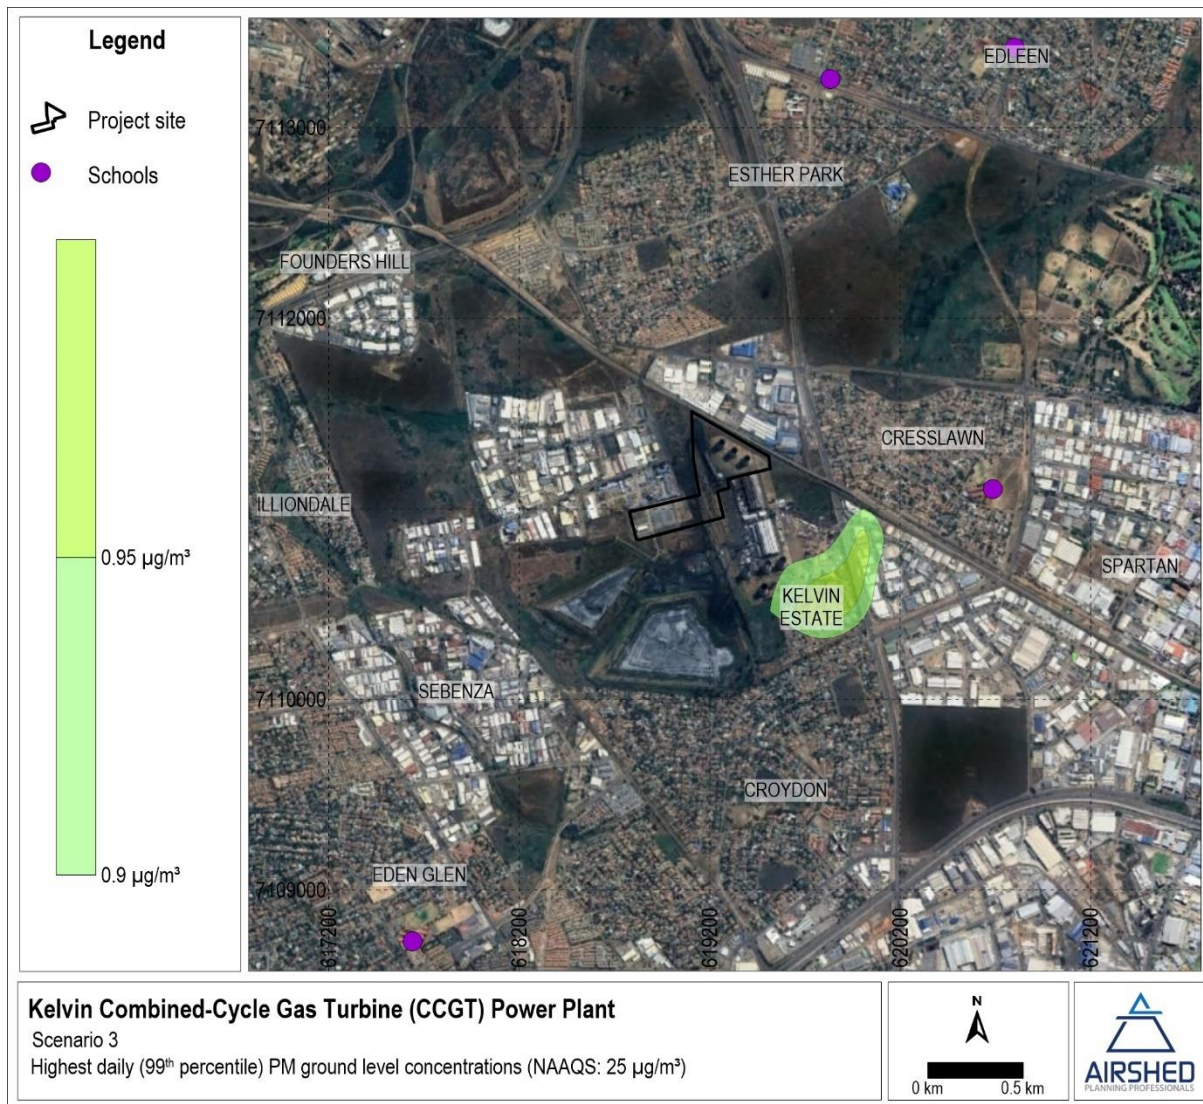 Legend
Project site
Schools
0.95 µg/m³
0.9 µg/m³
EDLEEN
7113000
ESTHER PARK
FOUNDERS HILL
7112000
CRESSLAWN
ILLIONDALE
SPARTAN
KELVIN
ESTATE
SEBENZA
7110000
CROYDON
EDEN GLEN
7109000
617200
618200
619200
620200
621200
Kelvin Combined-Cycle Gas Turbine (CCGT) Power Plant
Scenario 3
Highest daily (99th percentile) PM ground level concentrations (NAAQS: 25 µg/m³)
N
0 km 0.5 km
AIRSHED
PLANNING PROFESSIONALS